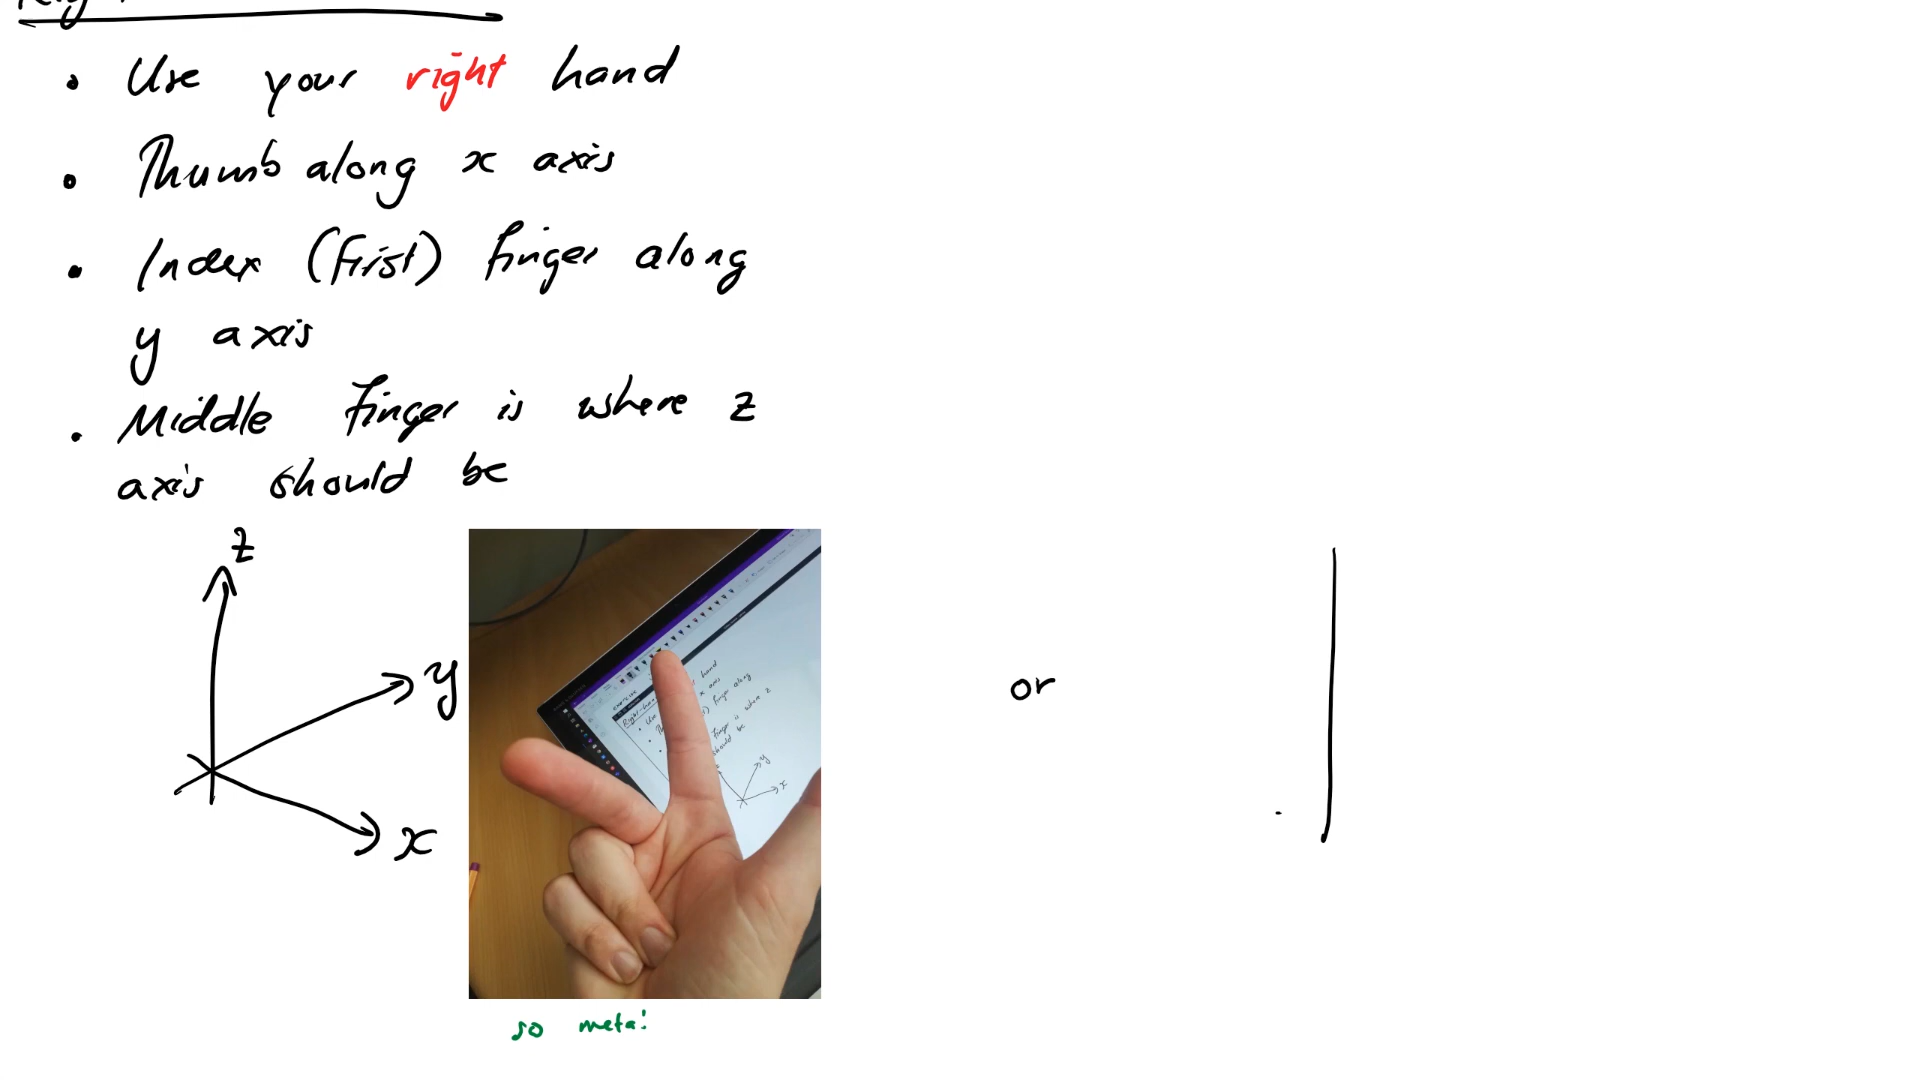 • Use your right hand
• Thumb along x axis
• Index (first) finger along
y axis
• Middle finger is where z
axis should be
z
y
x
or
so meta!